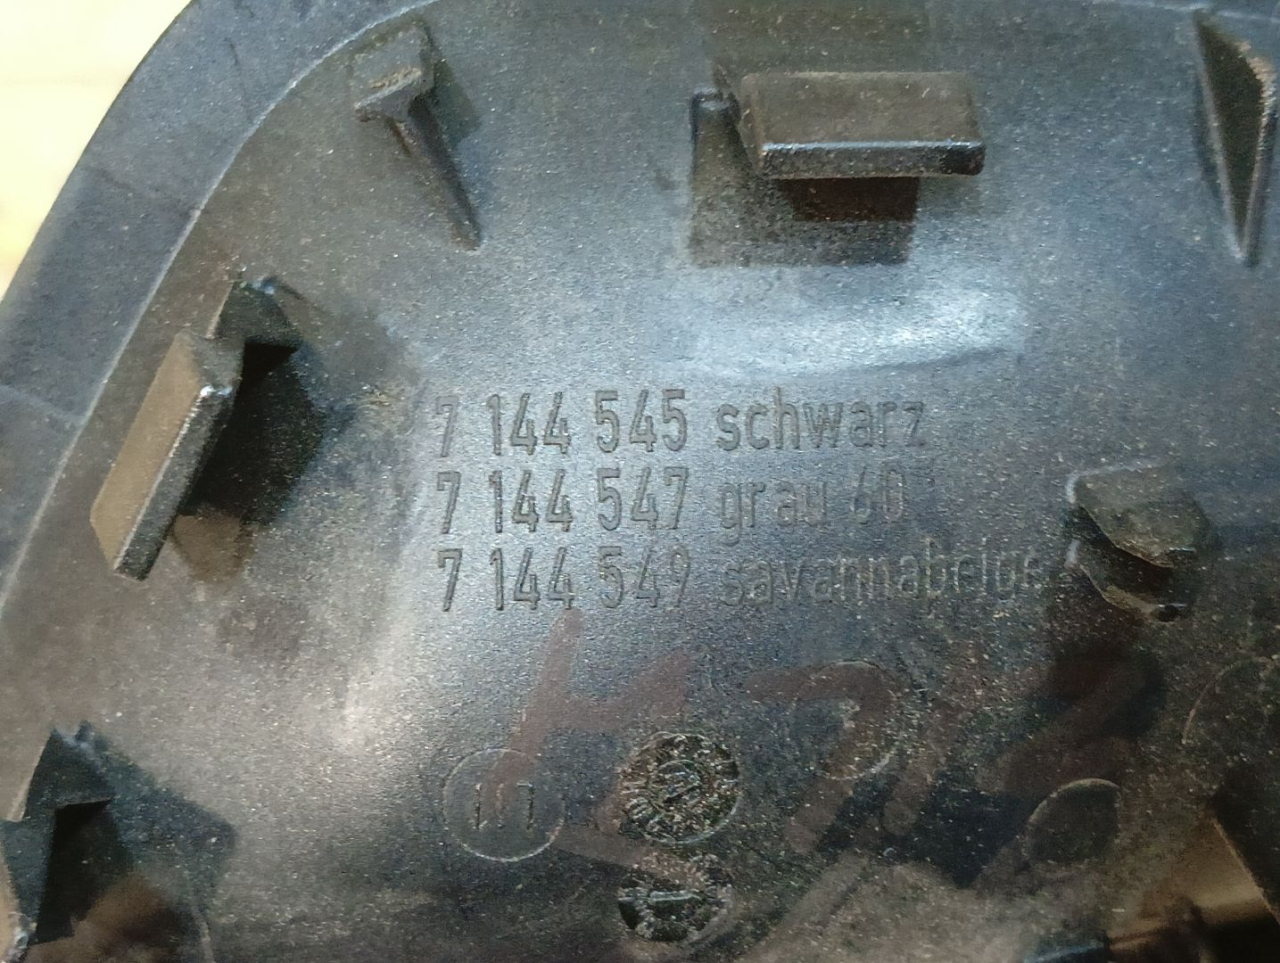 7 144 545 schwarz
7 144 547 grau 60
7 144 549 savannabeige